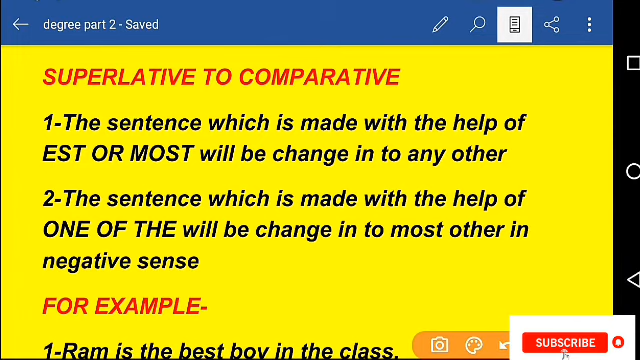 degree part 2 - Saved
SUPERLATIVE TO COMPARATIVE
1-The sentence which is made with the help of
EST OR MOST will be change in to any other
2-The sentence which is made with the help of
ONE OF THE will be change in to most other in
negative sense
FOR EXAMPLE-
1-Ram is the best boy in the class.
SUBSCRIBE